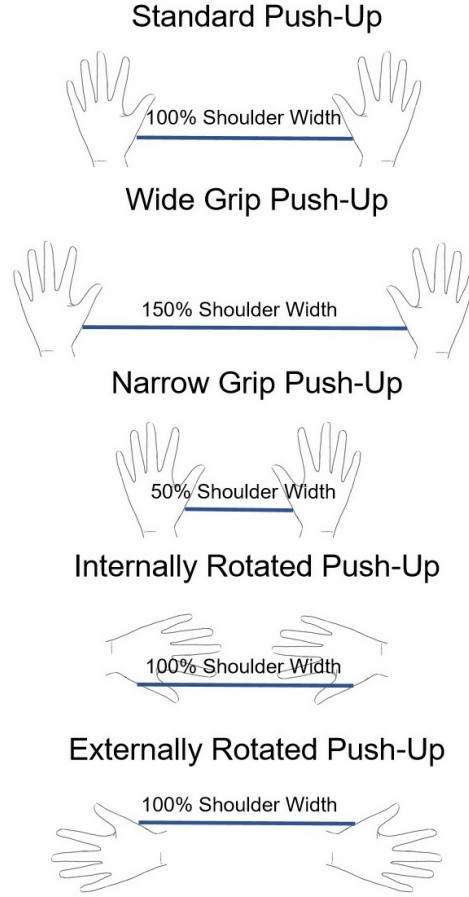 Standard Push-Up
100% Shoulder Width
Wide Grip Push-Up
150% Shoulder Width
Narrow Grip Push-Up
50% Shoulder Width
Internally Rotated Push-Up
100% Shoulder Width
Externally Rotated Push-Up
100% Shoulder Width